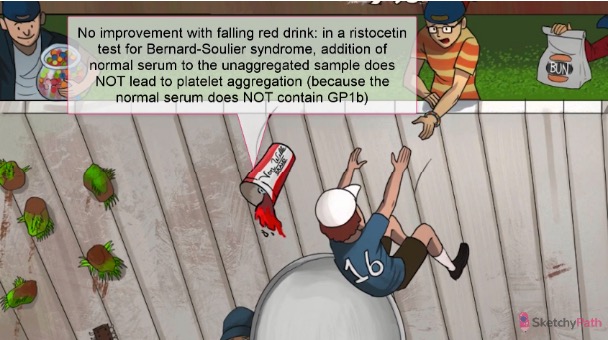 No improvement with falling red drink: in a ristocetin
test for Bernard-Soulier syndrome, addition of
normal serum to the unaggregated sample does
NOT lead to platelet aggregation (because the
normal serum does NOT contain GP1b)
BUN
16
SketchyPath